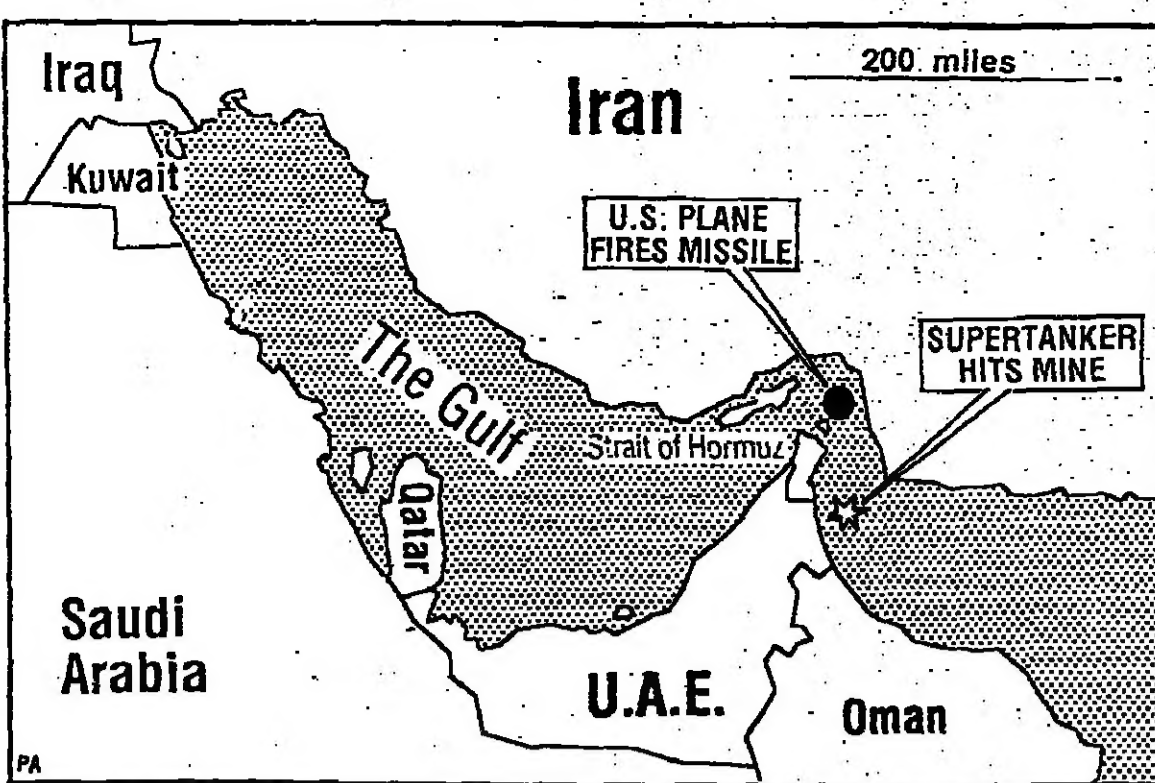 Iraq
200 miles
Iran
Kuwait
U.S. PLANE
FIRES MISSILE
SUPERTANKER
HITS MINE
The Gulf
Strait of Hormuz
Qatar
Saudi
Arabia
U.A.E.
Oman
PA